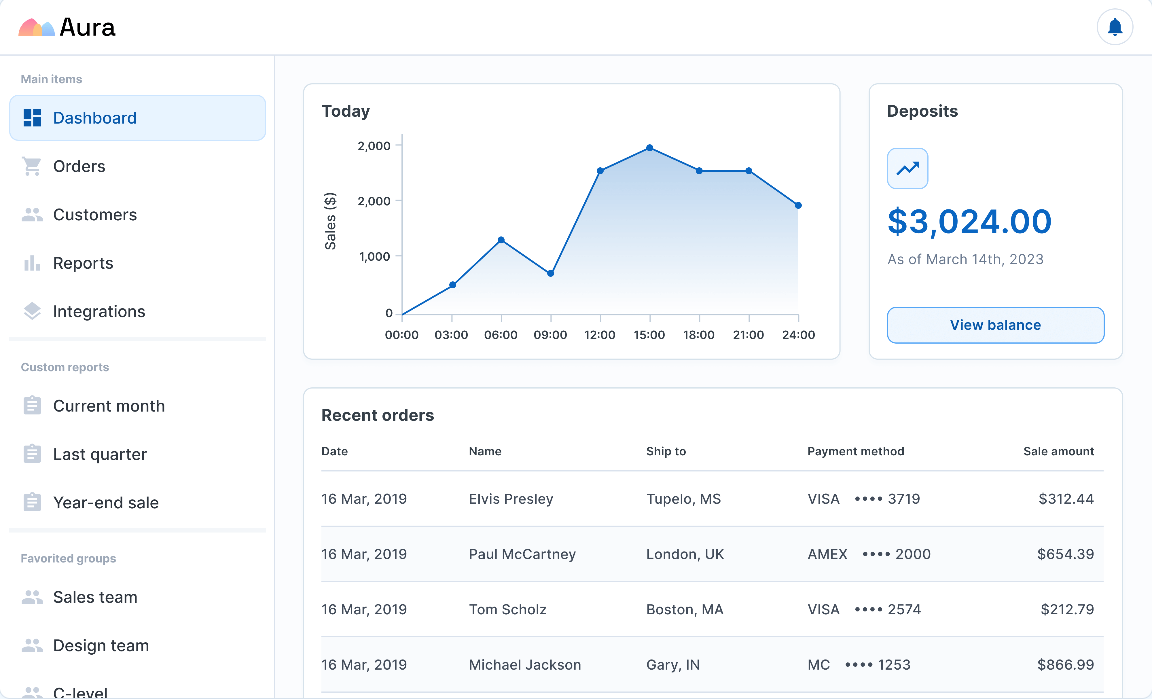 Aura
Main items
Dashboard
Orders
Customers
Reports
Integrations
Custom reports
Current month
Last quarter
Year-end sale
Favorited groups
Sales team
Design team
C-level
Today
Sales ($)
2,000
2,000
1,000
0
00:00 03:00 06:00 09:00 12:00 15:00 18:00 21:00 24:00
Deposits
$3,024.00
As of March 14th, 2023
View balance
Recent orders
Date Name Ship to Payment method Sale amount
16 Mar, 2019 Elvis Presley Tupelo, MS VISA •••• 3719 $312.44
16 Mar, 2019 Paul McCartney London, UK AMEX •••• 2000 $654.39
16 Mar, 2019 Tom Scholz Boston, MA VISA •••• 2574 $212.79
16 Mar, 2019 Michael Jackson Gary, IN MC •••• 1253 $866.99